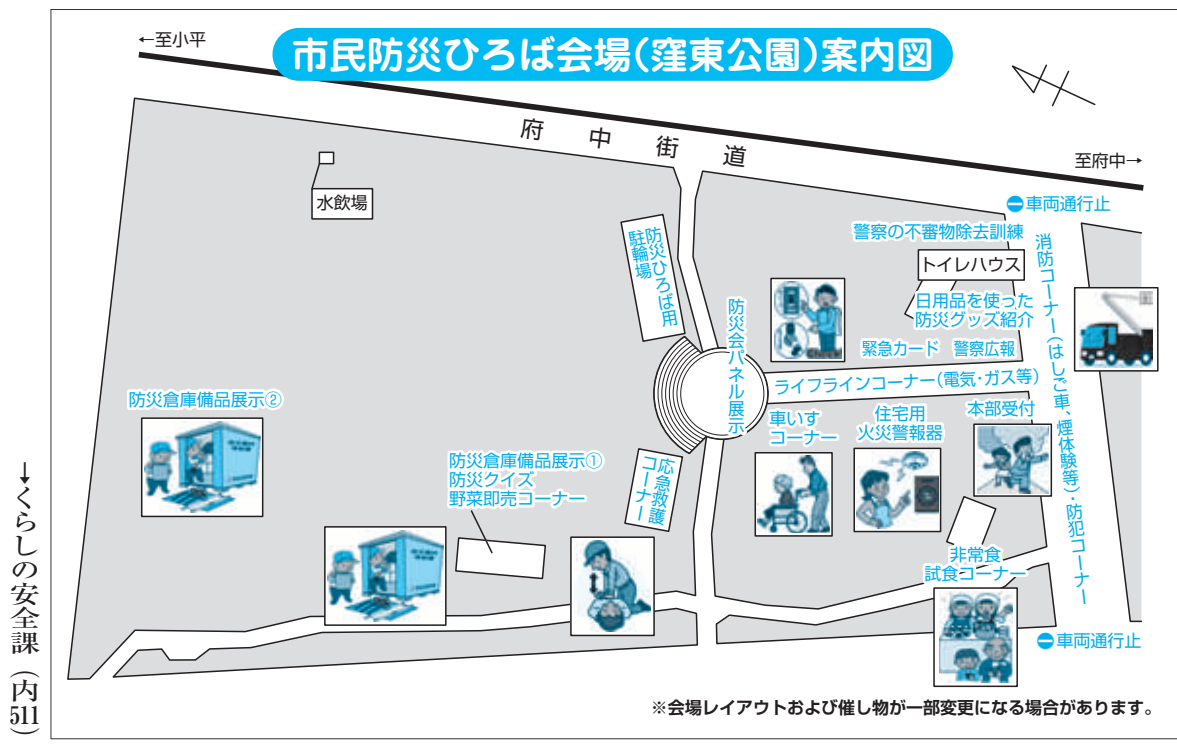 市民防災ひろば会場(窪東公園)案内図
←至小平
府中街道
至府中→
水飲場
防災ひろば用
駐輪場
防災会パネル展示
車両通行止
警察の不審物除去訓練
トイレハウス
日用品を使った
防災グッズ紹介
緊急カード 警察広報
ライフラインコーナー(電気・ガス等)
消防コーナー(はしご車、煙体験等)・防犯コーナー
防災倉庫備品展示②
車いす
コーナー
住宅用
火災警報器
本部受付
防災倉庫備品展示①
防災クイズ
野菜即売コーナー
応急救護
コーナー
非常食
試食コーナー
車両通行止
※会場レイアウトおよび催し物が一部変更になる場合があります。
→くらしの安全課(内511)